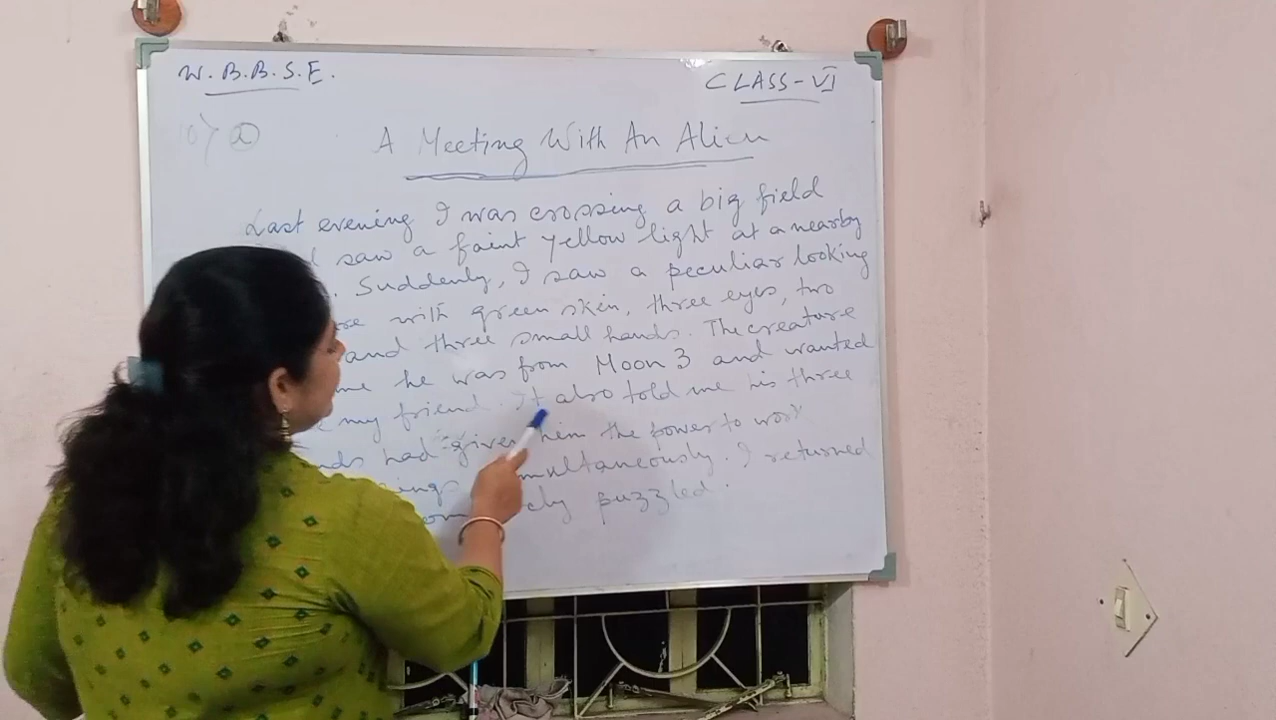 W.B.B.S.E.
CLASS-VI
10) a
A Meeting With An Alien
Last evening I was crossing a big field
I saw a faint yellow light at a nearby
. Suddenly, I saw a peculiar looking
with green skin, three eyes, two
and three small hands. The creature
me he was from Moon 3 and wanted
my friend. It also told me his three
had given him the power to work
simultaneously. I returned
puzzled.